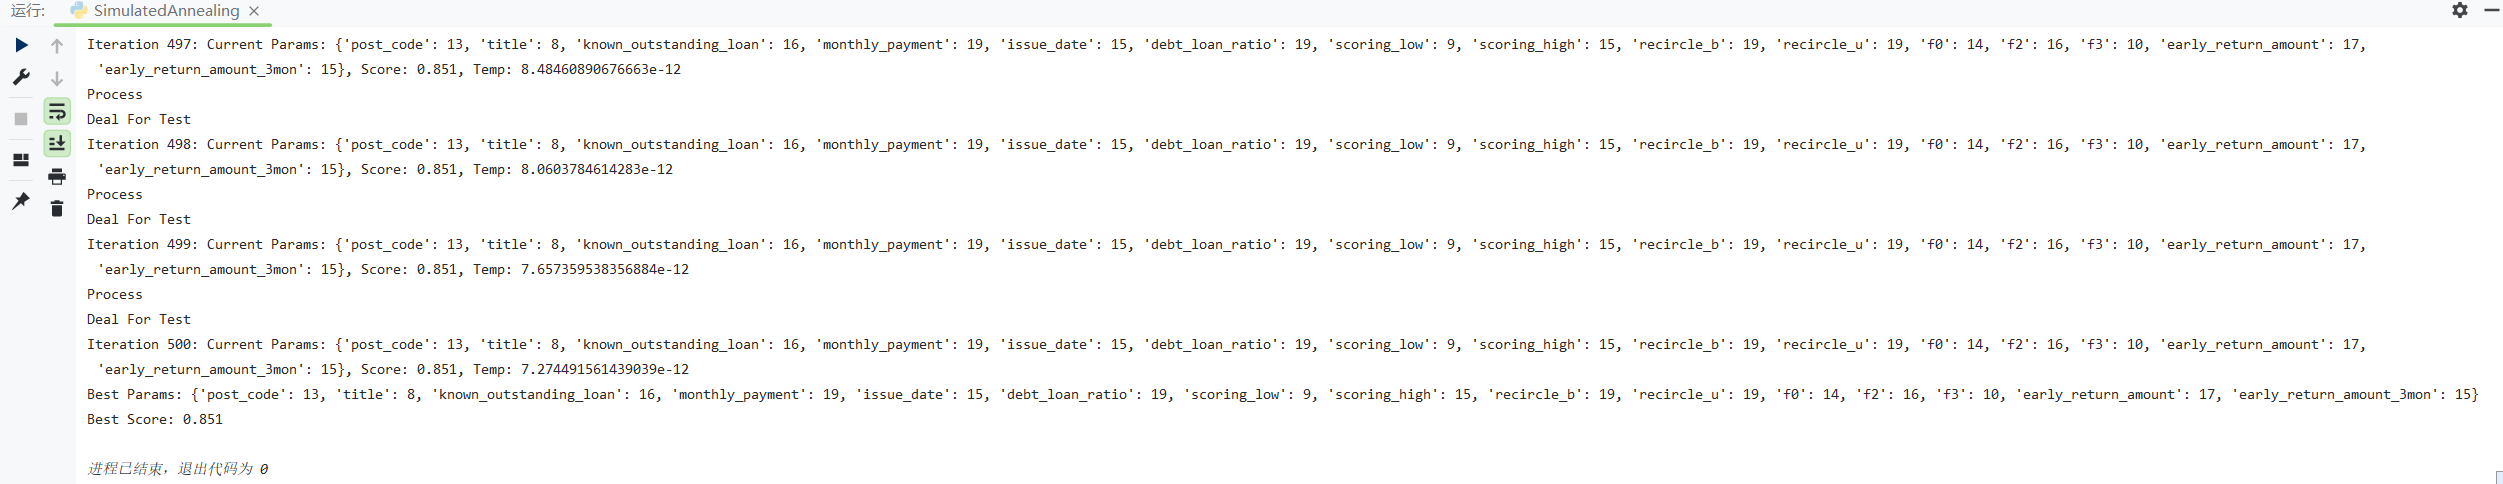 运行: SimulatedAnnealing
Iteration 497: Current Params: {'post_code': 13, 'title': 8, 'known_outstanding_loan': 16, 'monthly_payment': 19, 'issue_date': 15, 'debt_loan_ratio': 19, 'scoring_low': 9, 'scoring_high': 15, 'recircle_b': 19, 'recircle_u': 19, 'f0': 14, 'f2': 16, 'f3': 10, 'early_return_amount': 17,
'early_return_amount_3mon': 15}, Score: 0.851, Temp: 8.48460890676663e-12
Process
Deal For Test
Iteration 498: Current Params: {'post_code': 13, 'title': 8, 'known_outstanding_loan': 16, 'monthly_payment': 19, 'issue_date': 15, 'debt_loan_ratio': 19, 'scoring_low': 9, 'scoring_high': 15, 'recircle_b': 19, 'recircle_u': 19, 'f0': 14, 'f2': 16, 'f3': 10, 'early_return_amount': 17,
'early_return_amount_3mon': 15}, Score: 0.851, Temp: 8.0603784614283e-12
Process
Deal For Test
Iteration 499: Current Params: {'post_code': 13, 'title': 8, 'known_outstanding_loan': 16, 'monthly_payment': 19, 'issue_date': 15, 'debt_loan_ratio': 19, 'scoring_low': 9, 'scoring_high': 15, 'recircle_b': 19, 'recircle_u': 19, 'f0': 14, 'f2': 16, 'f3': 10, 'early_return_amount': 17,
'early_return_amount_3mon': 15}, Score: 0.851, Temp: 7.657359538356884e-12
Process
Deal For Test
Iteration 500: Current Params: {'post_code': 13, 'title': 8, 'known_outstanding_loan': 16, 'monthly_payment': 19, 'issue_date': 15, 'debt_loan_ratio': 19, 'scoring_low': 9, 'scoring_high': 15, 'recircle_b': 19, 'recircle_u': 19, 'f0': 14, 'f2': 16, 'f3': 10, 'early_return_amount': 17,
'early_return_amount_3mon': 15}, Score: 0.851, Temp: 7.274491561439039e-12
Best Params: {'post_code': 13, 'title': 8, 'known_outstanding_loan': 16, 'monthly_payment': 19, 'issue_date': 15, 'debt_loan_ratio': 19, 'scoring_low': 9, 'scoring_high': 15, 'recircle_b': 19, 'recircle_u': 19, 'f0': 14, 'f2': 16, 'f3': 10, 'early_return_amount': 17, 'early_return_amount_3mon': 15}
Best Score: 0.851
进程已结束，退出代码为 0